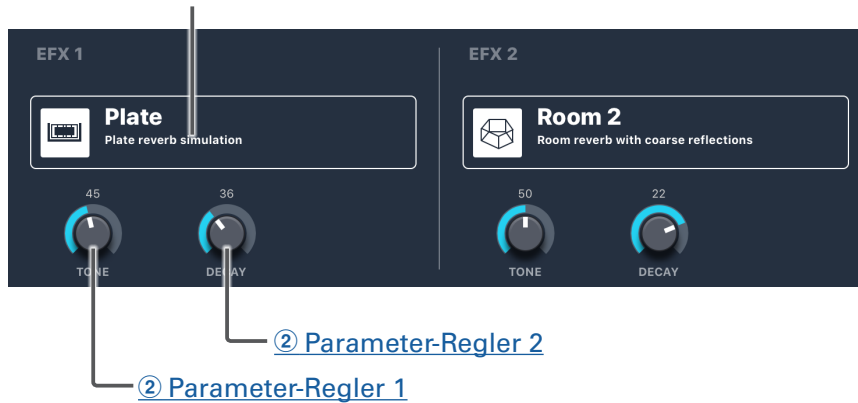 EFX 1
EFX 2
Plate
Plate reverb simulation
Room 2
Room reverb with coarse reflections
45
36
50
22
TONE
DECAY
TONE
DECAY
② Parameter-Regler 2
② Parameter-Regler 1